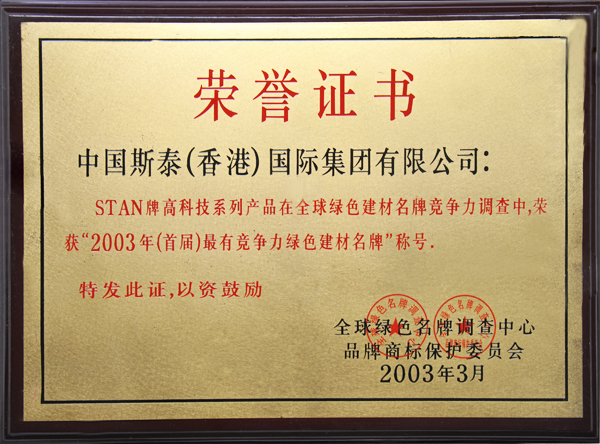 荣誉证书
中国斯泰(香港)国际集团有限公司:
STAN牌高科技系列产品在全球绿色建材名牌竞争力调查中,荣
获“2003年(首届)最有竞争力绿色建材名牌”称号.
特发此证,以资鼓励
全球绿色名牌调查中心
品牌商标保护委员会
2003年3月